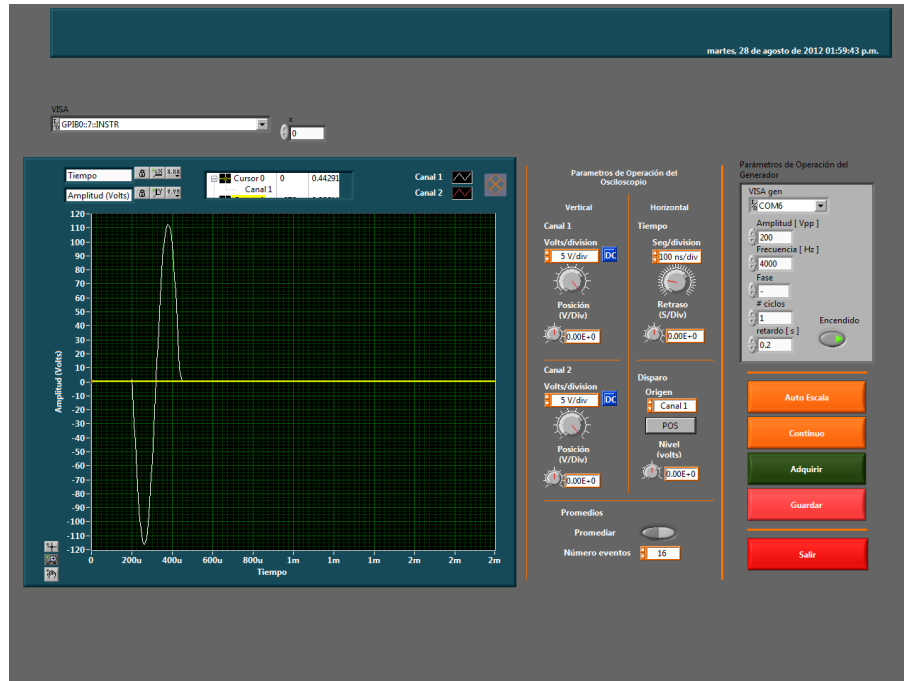 martes, 28 de agosto de 2012 01:59:43 p.m.
VISA
GPIB0::7::INSTR
x
0
Tiempo
Amplitud (Volts)
Cursor 0 0 0.44291
Canal 1
Canal 1
Canal 2
120
110
100
90
80
70
60
50
40
30
20
10
0
-10
-20
-30
-40
-50
-60
-70
-80
-90
-100
-110
-120
Amplitud (Volts)
0 200u 400u 600u 800u 1m 1m 1m 2m 2m 2m
Tiempo
Parametros de Operación del
Osciloscopio
Vertical
Canal 1
Volts/division
5 V/div
DC
Posición
(V/Div)
0.00E+0
Canal 2
Volts/division
5 V/div
DC
Posición
(V/Div)
0.00E+0
Horizontal
Tiempo
Seg/division
100 ns/div
Retraso
(S/Div)
0.00E+0
Disparo
Origen
Canal 1
POS
Nivel
(volts)
0.00E+0
Promedios
Promediar
Número eventos 16
Parámetros de Operación del
Generador
VISA gen
COM6
Amplitud [ Vpp ]
200
Frecuencia [ Hz ]
4000
Fase
-
# ciclos
1
retardo [ s ]
0.2
Encendido
Auto Escala
Continuo
Adquirir
Guardar
Salir